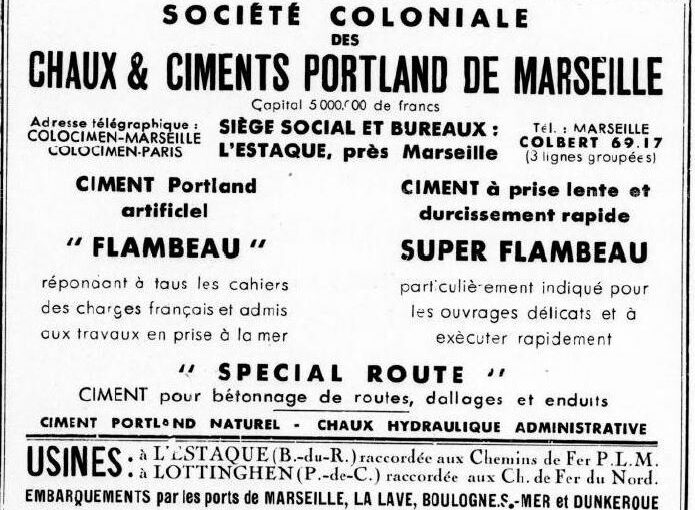 SOCIÉTÉ COLONIALE
DES
CHAUX & CIMENTS PORTLAND DE MARSEILLE
Capital 5 000.000 de francs
Adresse télégraphique :
COLOCIMEN-MARSEILLE
COLOCIMEN-PARIS
SIÈGE SOCIAL ET BUREAUX :
L'ESTAQUE, près Marseille
Tél. : MARSEILLE
COLBERT 69.17
(3 lignes groupées)
CIMENT Portland
artificiel
" FLAMBEAU "
répondant à tous les cahiers
des charges français et admis
aux travaux en prise à la mer
CIMENT à prise lente et
durcissement rapide
SUPER FLAMBEAU
particuliè-ement indiqué pour
les ouvrages délicats et à
exècuter rapidement
" SPECIAL ROUTE "
CIMENT pour bétonnage de routes, dallages et enduits
CIMENT PORTLAND NATUREL - CHAUX HYDRAULIQUE ADMINISTRATIVE
USINES : à L'ESTAQUE (B.-du-R.) raccordée aux Chemins de Fer P.L.M.
à LOTTINGHEN (P.-de-C.) raccordée aux Ch. de Fer du Nord.
EMBARQUEMENTS par les ports de MARSEILLE, LA LAVE, BOULOGNE.S.-MER et DUNKERQUE